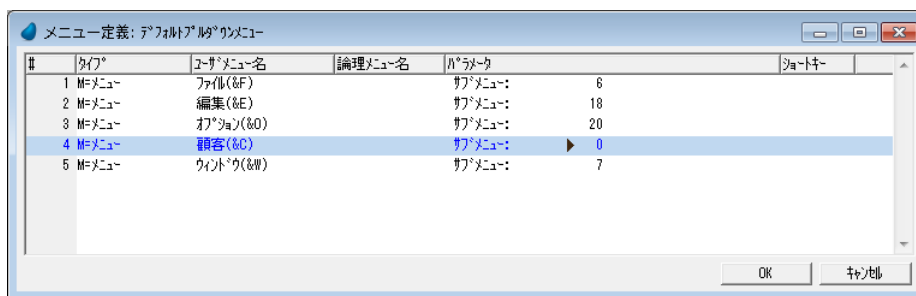 メニュー定義: ﾃﾞﾌｫﾙﾄﾌﾟﾙﾀﾞｳﾝﾒﾆｭｰ
# ﾀｲﾌﾟ ﾕｰｻﾞﾒﾆｭｰ名 論理ﾒﾆｭｰ名 ﾊﾟﾗﾒｰﾀ ｼｮｰﾄｷｰ
1 M=ﾒﾆｭｰ ﾌｧｲﾙ(&F) ｻﾌﾞﾒﾆｭｰ: 6
2 M=ﾒﾆｭｰ 編集(&E) ｻﾌﾞﾒﾆｭｰ: 18
3 M=ﾒﾆｭｰ ｵﾌﾟｼｮﾝ(&O) ｻﾌﾞﾒﾆｭｰ: 20
4 M=ﾒﾆｭｰ 顧客(&C) ｻﾌﾞﾒﾆｭｰ: 0
5 M=ﾒﾆｭｰ ｳｨﾝﾄﾞｳ(&W) ｻﾌﾞﾒﾆｭｰ: 7
OK ｷｬﾝｾﾙ